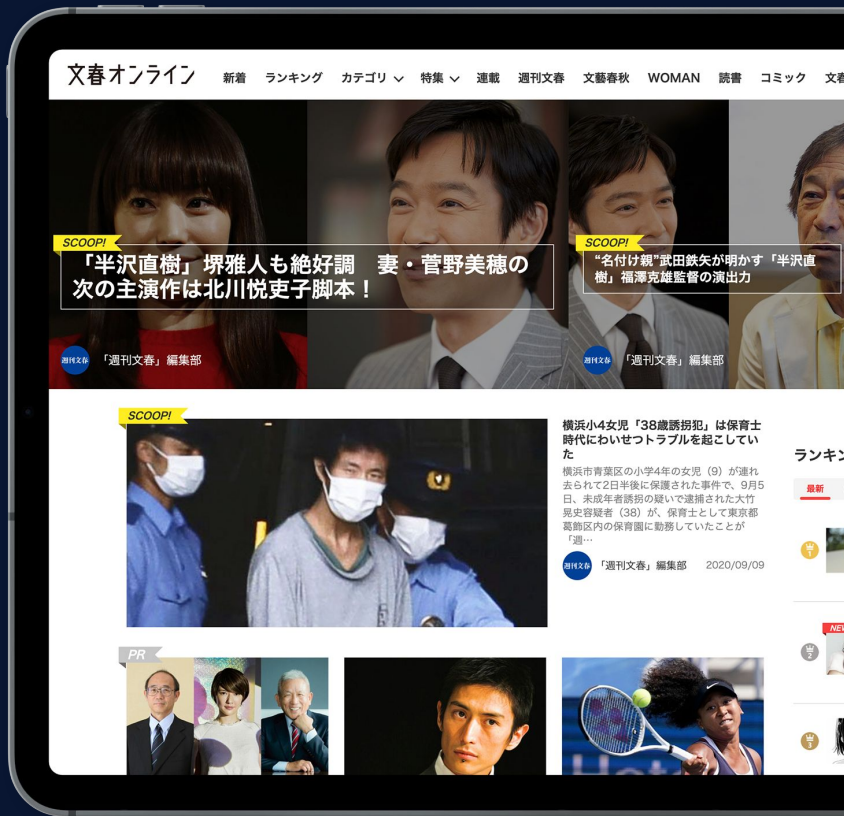 文春オンライン 新着 ランキング カテゴリ 特集 連載 週刊文春 文藝春秋 WOMAN 読書 コミック 文春
SCOOP!
「半沢直樹」堺雅人も絶好調　妻・菅野美穂の
次の主演作は北川悦吏子脚本！
週刊文春 「週刊文春」編集部
SCOOP!
“名付け親”武田鉄矢が明かす「半沢直
樹」福澤克雄監督の演出力
週刊文春 「週刊文春」編集部
SCOOP!
横浜小4女児「38歳誘拐犯」は保育士
時代にわいせつトラブルを起こしてい
た
横浜市青葉区の小学4年の女児（9）が連れ
去られて2日半後に保護された事件で、9月5
日、未成年者誘拐の疑いで逮捕された大竹
晃史容疑者（38）が、保育士として東京都
葛飾区内の保育園に勤務していたことが
「週…
週刊文春 「週刊文春」編集部 2020/09/09
ランキン
最新
1
NEW
2
3
PR